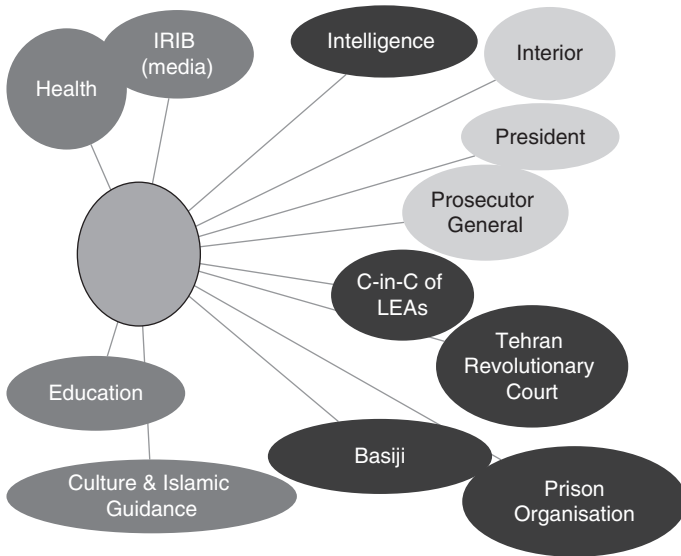 IRIB
(media)
Health
Intelligence
Interior
President
Prosecutor
General
C-in-C of
LEAs
Tehran
Revolutionary
Court
Education
Basiji
Culture & Islamic
Guidance
Prison
Organisation